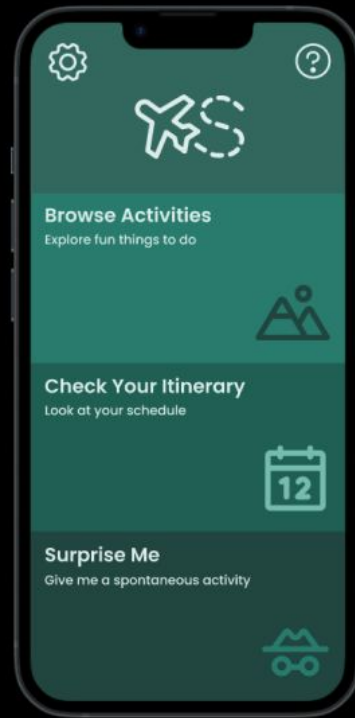 ?
S
Browse Activities
Explore fun things to do
Check Your Itinerary
Look at your schedule
12
Surprise Me
Give me a spontaneous activity